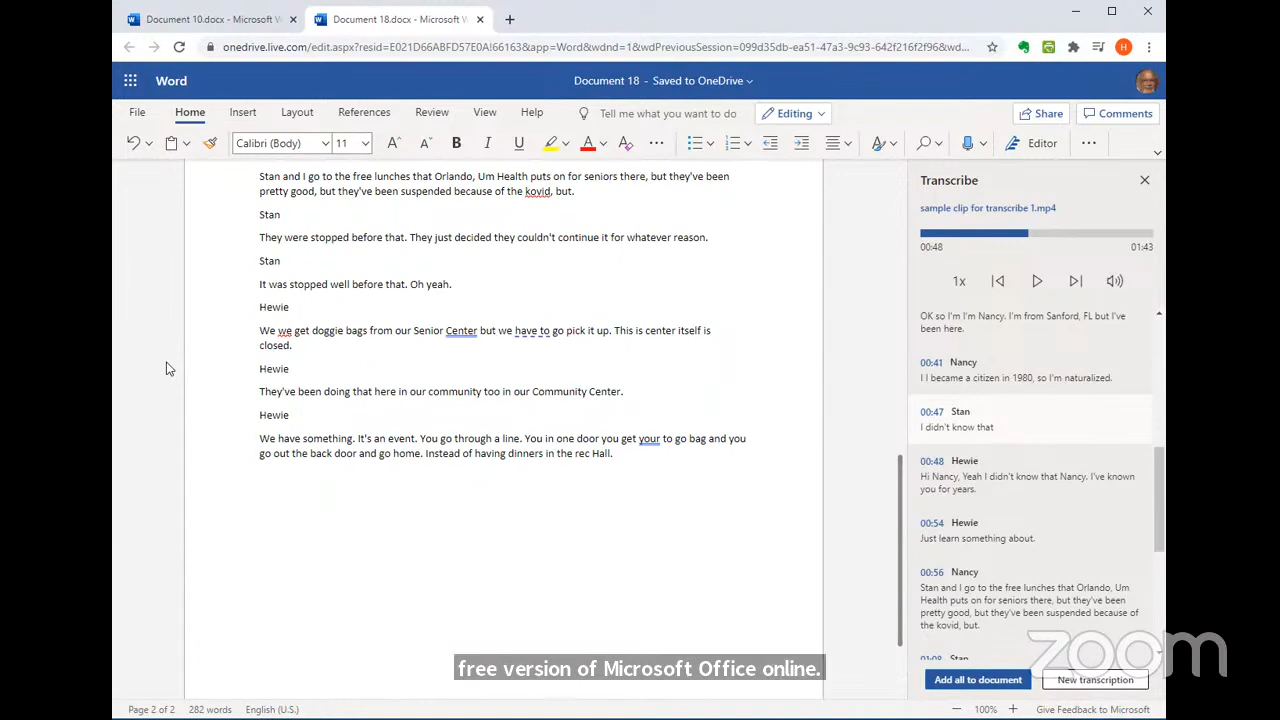 Document 10.docx - Microsoft W
Document 18.docx - Microsoft W
onedrive.live.com/edit.aspx?resid=E021D66ABFD57E0A!66163&app=Word&wdnd=1&wdPreviousSession=099d35db-ea51-47a3-9c93-642f216f2f96&wd...
H
Word
Document 18 - Saved to OneDrive
File Home Insert Layout References Review View Help Tell me what you want to do Editing Share Comments
Calibri (Body) 11 A A B I U A A Editor
Stan and I go to the free lunches that Orlando, Um Health puts on for seniors there, but they've been
pretty good, but they've been suspended because of the kovid, but.
Stan
They were stopped before that. They just decided they couldn't continue it for whatever reason.
Stan
It was stopped well before that. Oh yeah.
Hewie
We we get doggie bags from our Senior Center but we have to go pick it up. This is center itself is
closed.
Hewie
They've been doing that here in our community too in our Community Center.
Hewie
We have something. It's an event. You go through a line. You in one door you get your to go bag and you
go out the back door and go home. Instead of having dinners in the rec Hall.
Transcribe
sample clip for transcribe 1.mp4
00:48 01:43
1x
OK so I'm I'm Nancy. I'm from Sanford, FL but I've
been here.
00:41 Nancy
I I became a citizen in 1980, so I'm naturalized.
00:47 Stan
I didn't know that
00:48 Hewie
Hi Nancy, Yeah I didn't know that Nancy. I've known
you for years.
00:54 Hewie
Just learn something about.
00:56 Nancy
Stan and I go to the free lunches that Orlando, Um
Health puts on for seniors there, but they've been
pretty good, but they've been suspended because of
the kovid, but.
01:08 Stan
Add all to document
New transcription
zoom
free version of Microsoft Office online.
Page 2 of 2 282 words English (U.S.)
100% Give Feedback to Microsoft